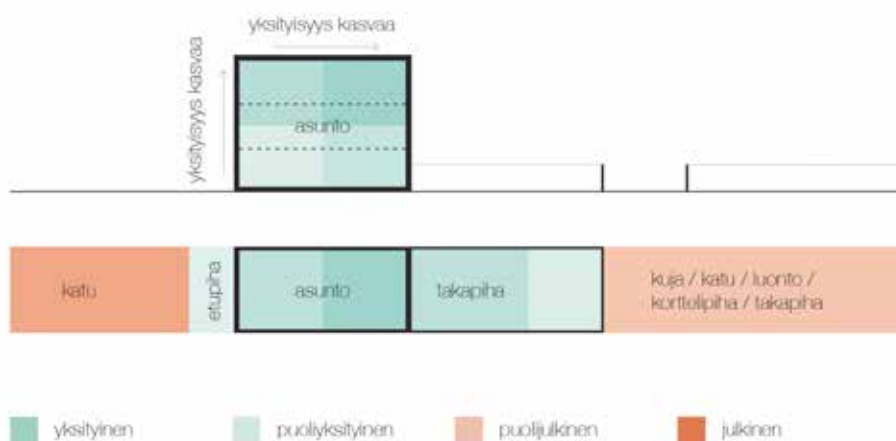 yksityisyys kasvaa
yksityisyys kasvaa
asunto
katu
etupiha
asunto
takapiha
kuja / katu / luonto /
korttelipiha / takapiha
yksityinen
puoliyksityinen
puolijulkinen
julkinen